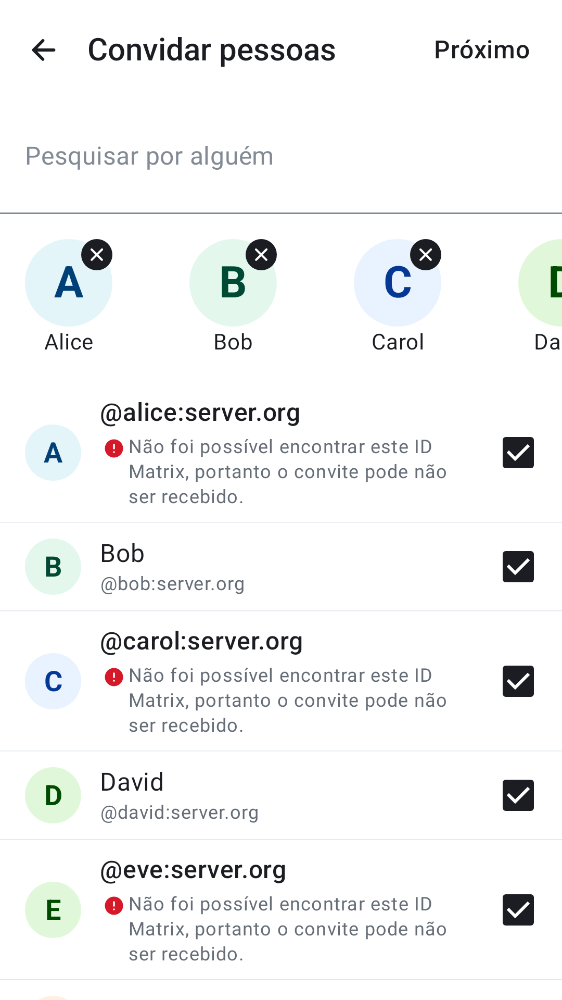 Convidar pessoas
Próximo
Pesquisar por alguém
A
B
C
Alice
Bob
Carol
Da
@alice:server.org
A
Não foi possível encontrar este ID
Matrix, portanto o convite pode não
ser recebido.
Bob
B
@bob:server.org
@carol:server.org
C
Não foi possível encontrar este ID
Matrix, portanto o convite pode não
ser recebido.
David
D
@david:server.org
@eve:server.org
E
Não foi possível encontrar este ID
Matrix, portanto o convite pode não
ser recebido.